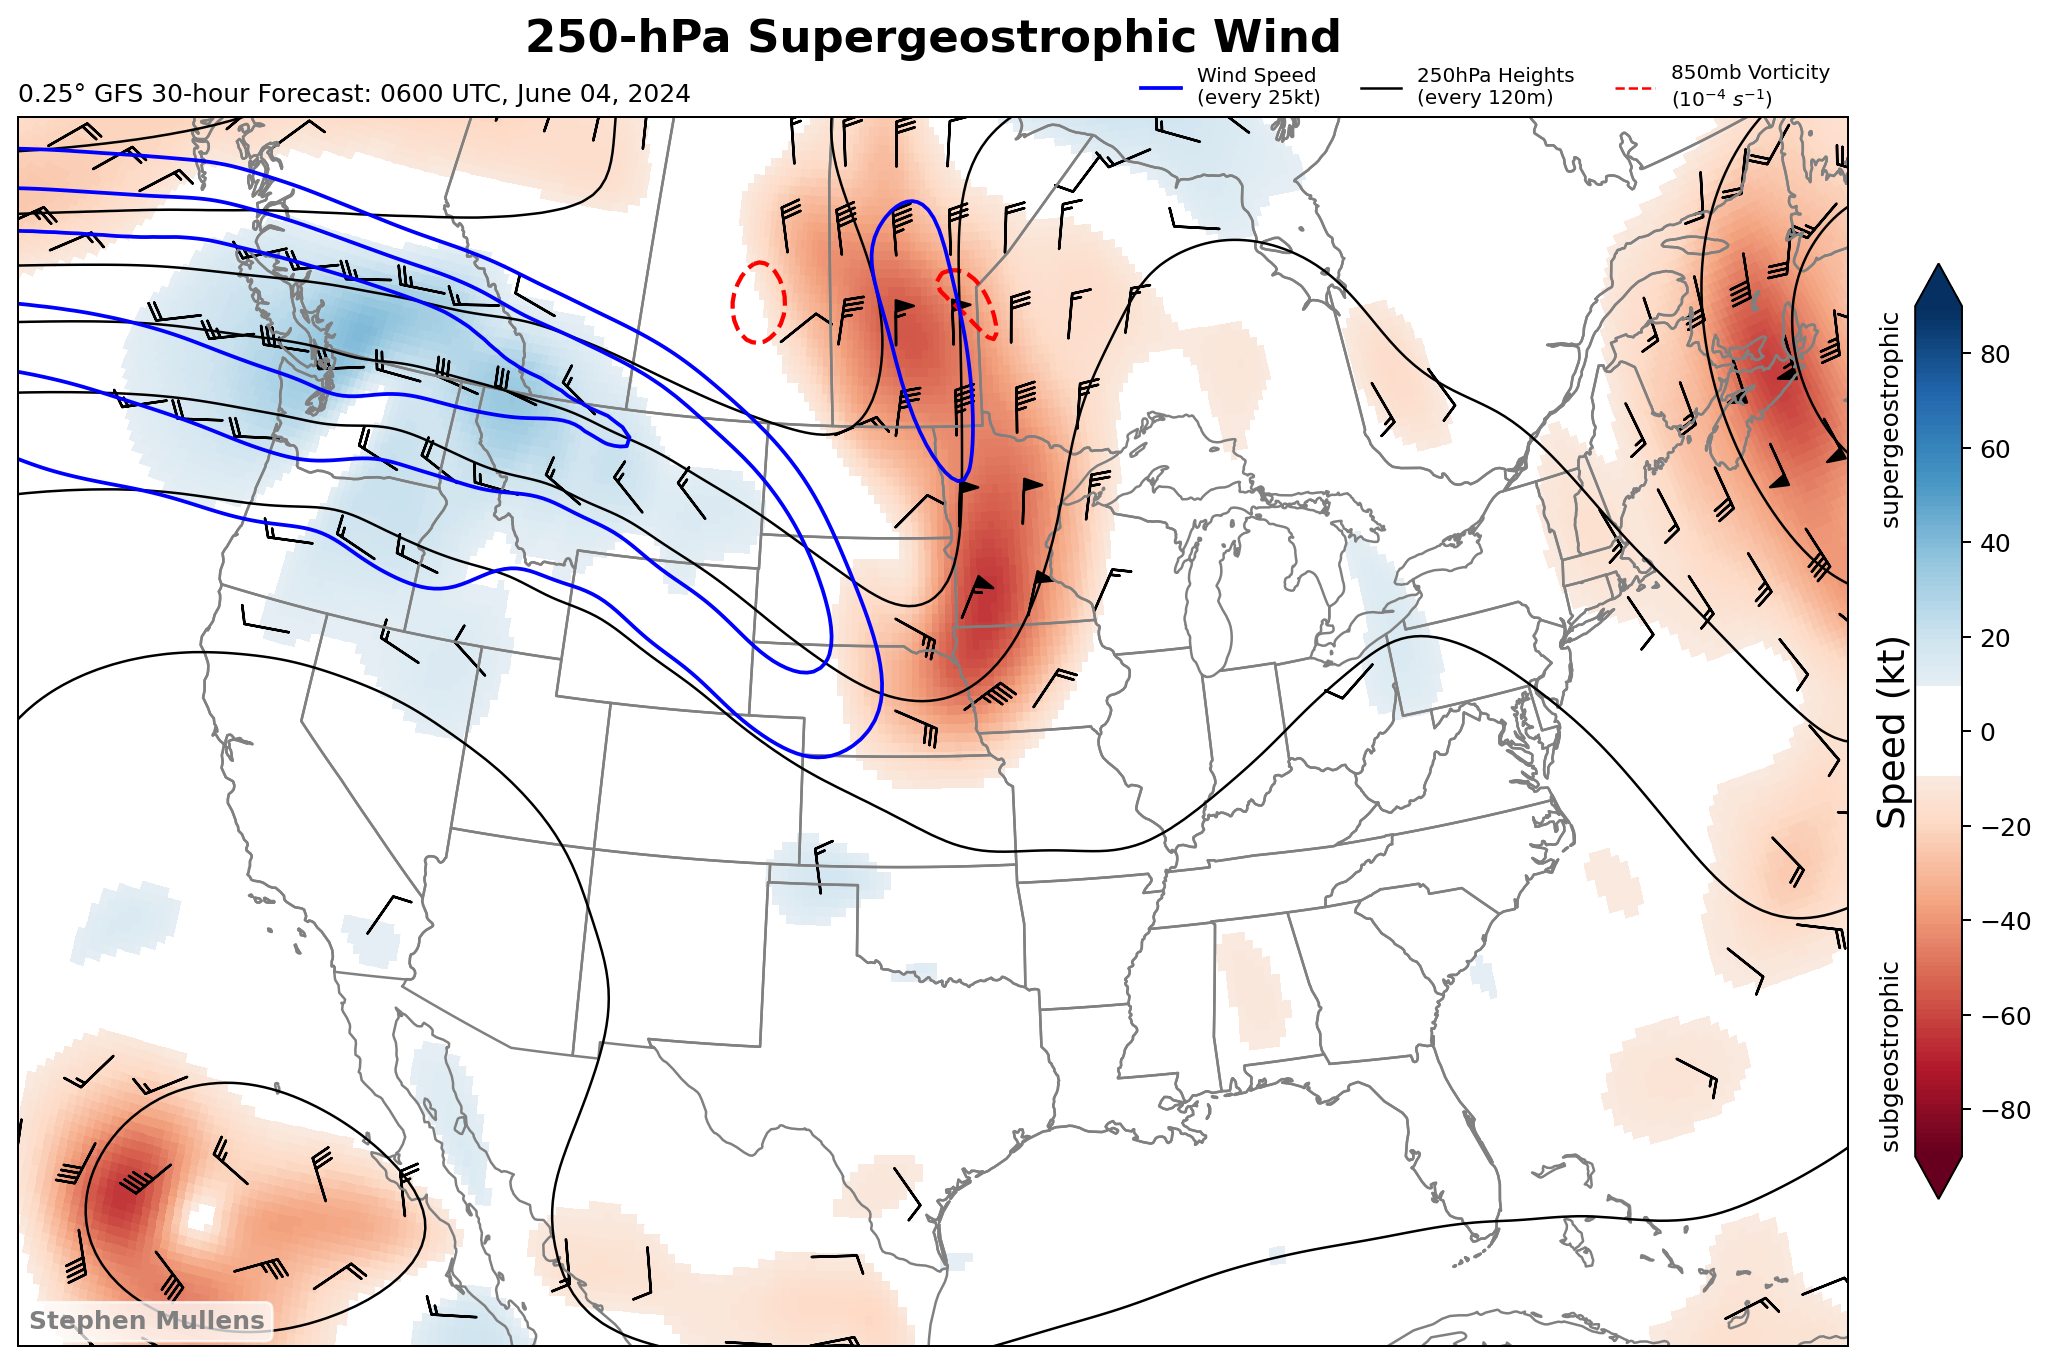 250-hPa Supergeostrophic Wind
0.25° GFS 30-hour Forecast: 0600 UTC, June 04, 2024
Wind Speed
(every 25kt)
250hPa Heights
(every 120m)
850mb Vorticity
(10⁻⁴ s⁻¹)
supergeostrophic
Speed (kt)
subgeostrophic
80
60
40
20
0
−20
−40
−60
−80
Stephen Mullens